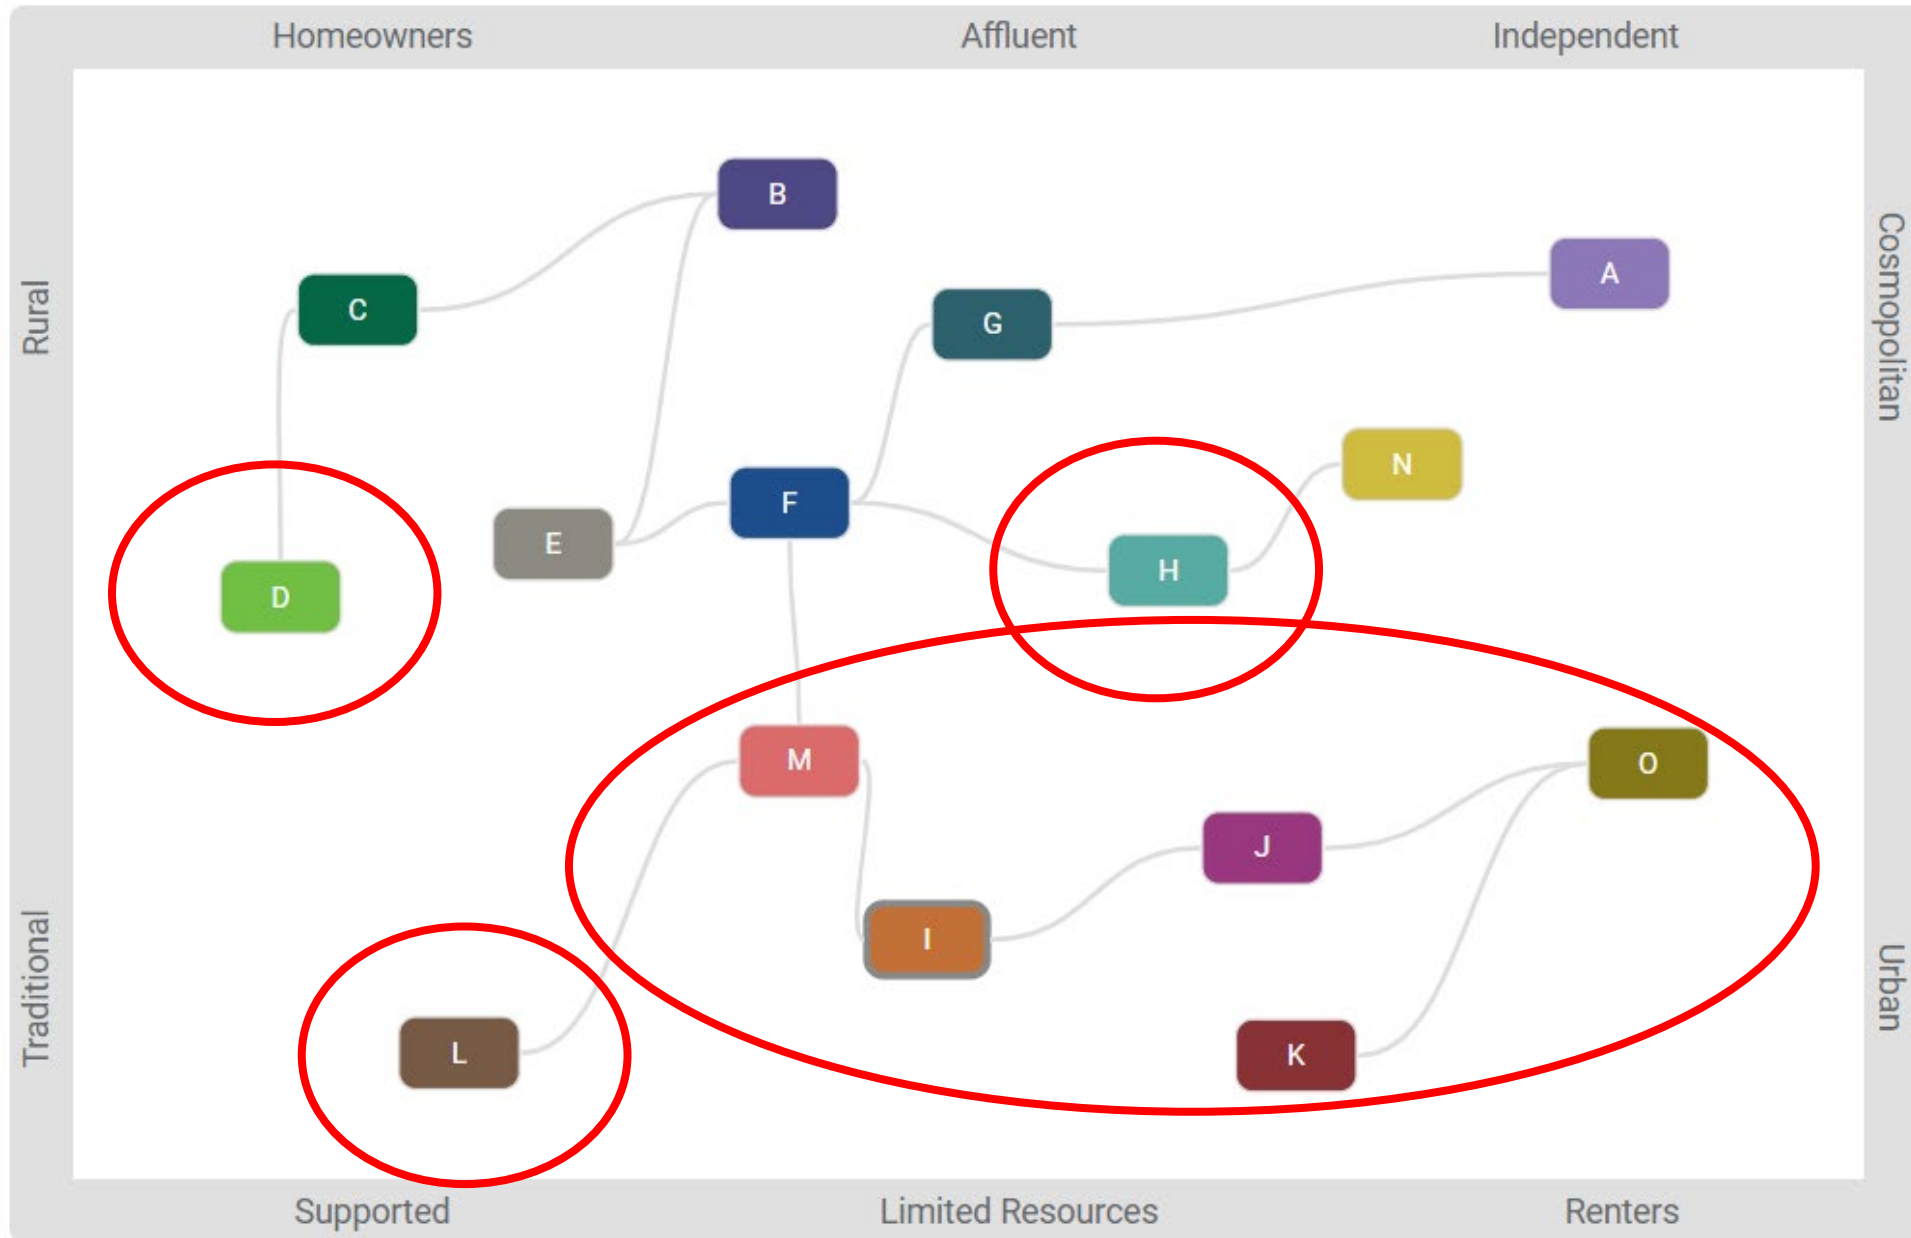 Homeowners
Affluent
Independent
Rural
Cosmopolitan
B
A
C
G
N
F
E
H
D
M
O
J
I
L
K
Traditional
Urban
Supported
Limited Resources
Renters